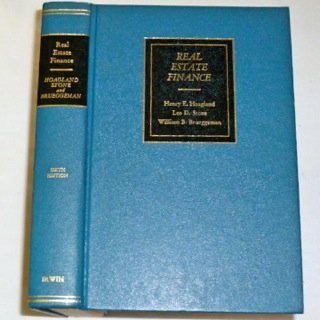 Real
Estate
Finance
HOAGLAND
STONE
and
BRUEGGEMAN
SIXTH
EDITION
IRWIN
REAL
ESTATE
FINANCE
Henry E. Hoagland
Leo D. Stone
William B. Brueggeman